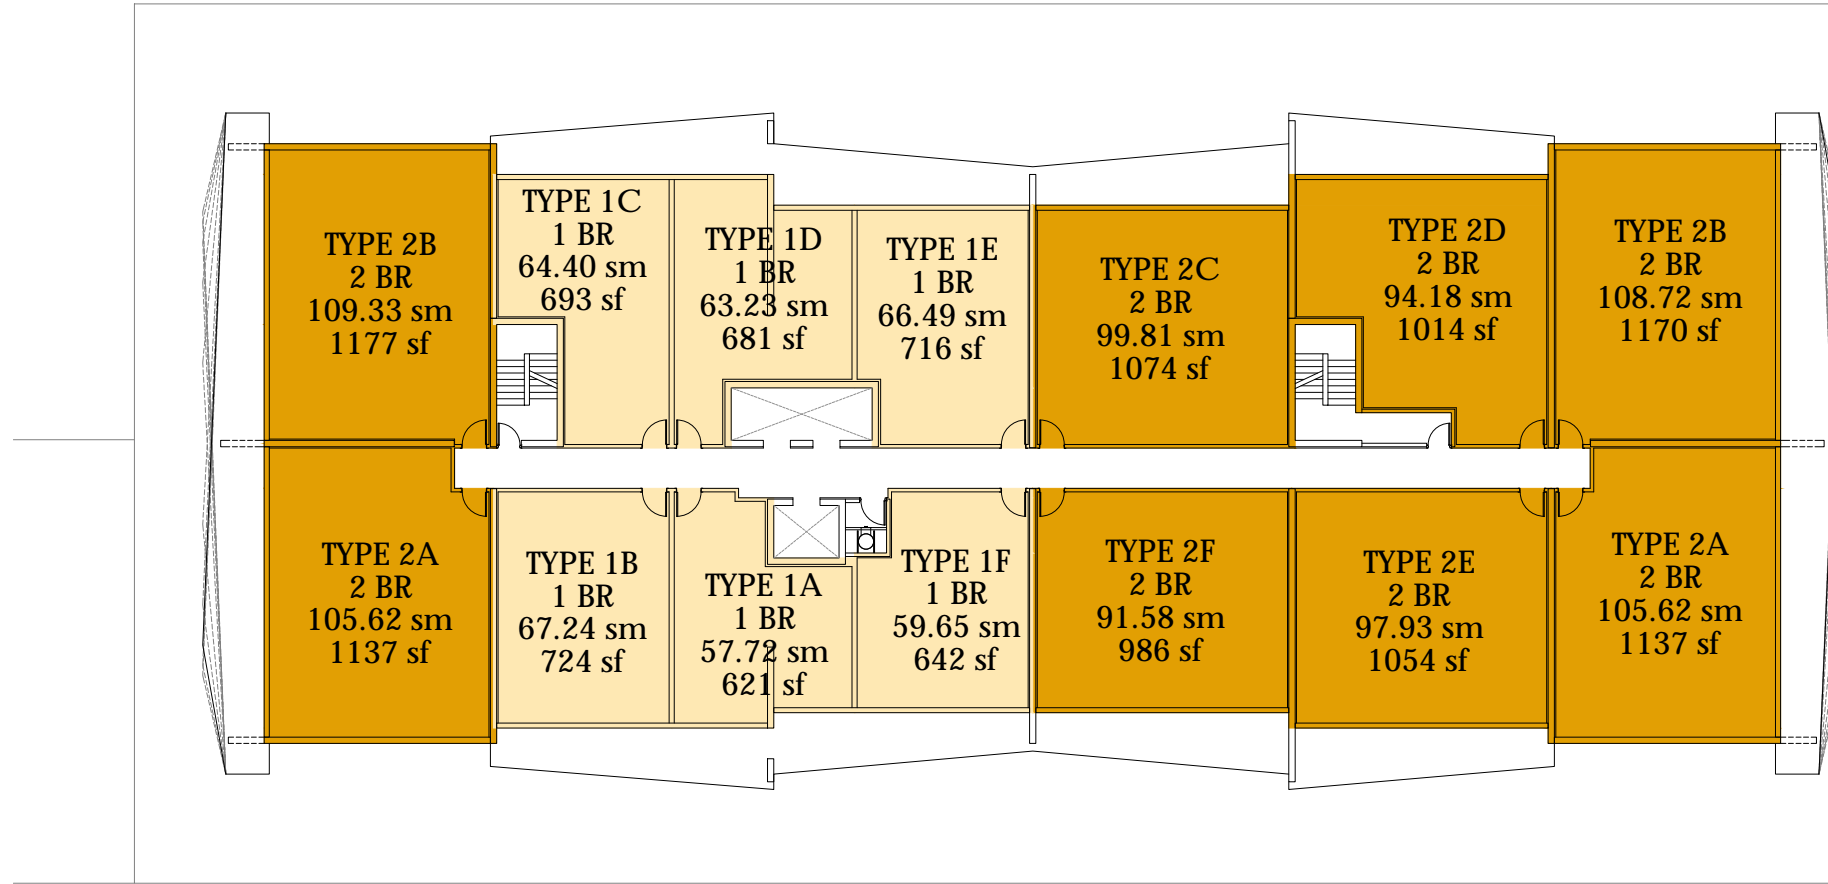 TYPE 2B
2 BR
109.33 sm
1177 sf
TYPE 1C
1 BR
64.40 sm
693 sf
TYPE 1D
1 BR
63.23 sm
681 sf
TYPE 1E
1 BR
66.49 sm
716 sf
TYPE 2C
2 BR
99.81 sm
1074 sf
TYPE 2D
2 BR
94.18 sm
1014 sf
TYPE 2B
2 BR
108.72 sm
1170 sf
TYPE 2A
2 BR
105.62 sm
1137 sf
TYPE 1B
1 BR
67.24 sm
724 sf
TYPE 1A
1 BR
57.72 sm
621 sf
TYPE 1F
1 BR
59.65 sm
642 sf
TYPE 2F
2 BR
91.58 sm
986 sf
TYPE 2E
2 BR
97.93 sm
1054 sf
TYPE 2A
2 BR
105.62 sm
1137 sf